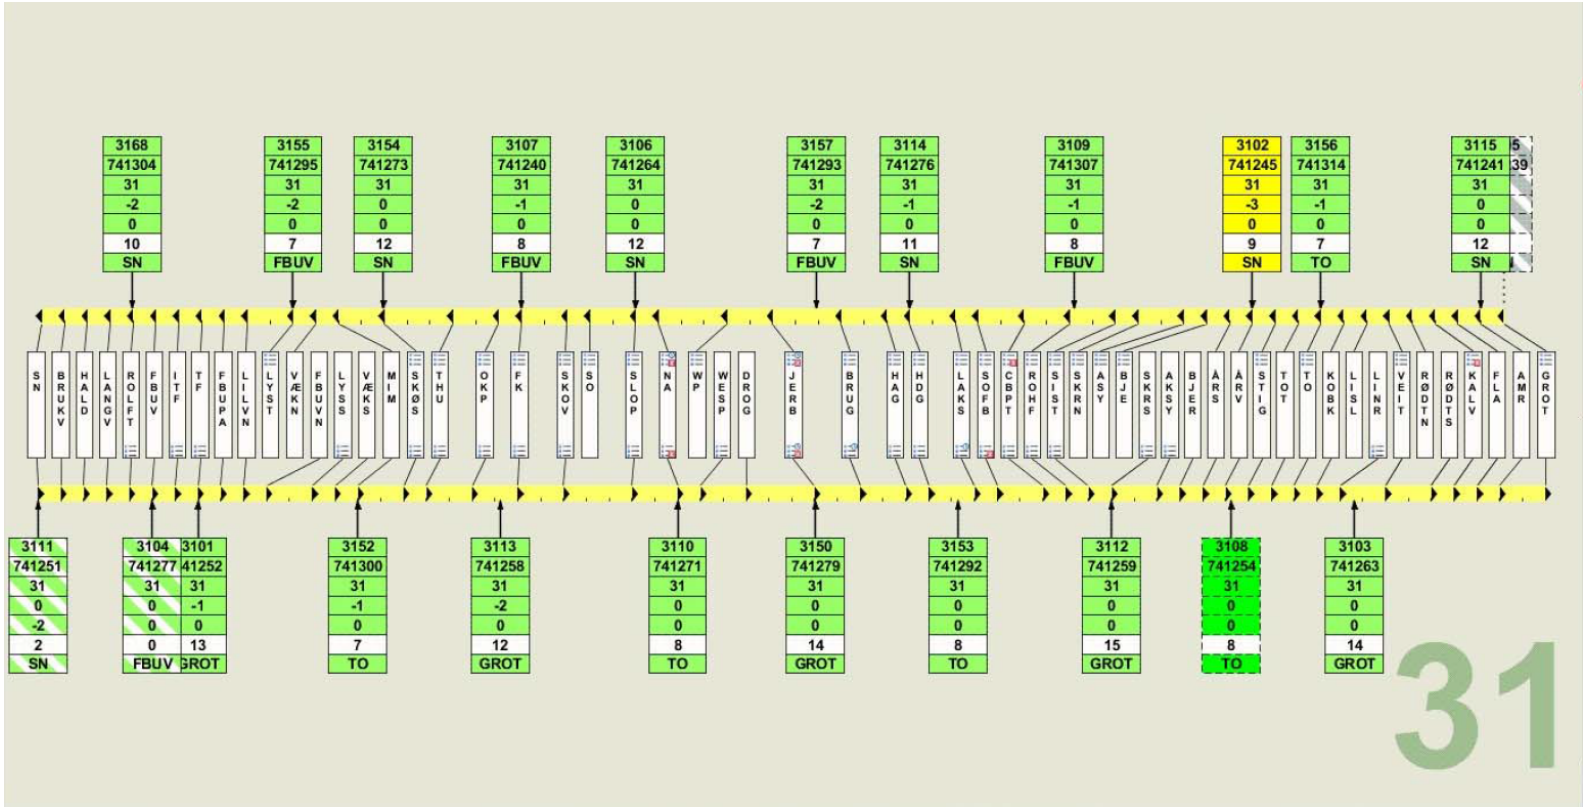 3168 3155 3154 3107 3106 3157 3114 3109 3102 3156 3115 5
741304 741295 741273 741240 741264 741293 741276 741307 741245 741314 741241 39
31 31 31 31 31 31 31 31 31 31 31
-2 -2 0 -1 0 -2 -1 -1 -3 -1 0
0 0 0 0 0 0 0 0 0 0 0
10 7 12 8 12 7 11 8 9 7 12
SN FBUV SN FBUV SN FBUV SN FBUV SN TO SN
SN BRUKV HALD LANGV ROLFT FBUV ITF TF FBUPA LILVN LYST VÆKN FBUVN LYSS VÆKS MIM SKØS THU OKP FK SKOV SO SLOP NA WP WESP DROG JERB BRUG HAG HDG LAKS SOFB CBPT ROHF SIST SKRN ASY BJE SKRS AKSY BJER ÅRS ÅRV STIG TOT TO KOBK LISL LINR VEIT RØDTN RØDTS KALV FLA AMR GROT
3111 3104 3101 3152 3113 3110 3150 3153 3112 3108 3103
741251 741277 41252 741300 741258 741271 741279 741292 741259 741254 741263
31 31 31 31 31 31 31 31 31 31 31
0 0 -1 -1 -2 0 0 0 0 0 0
-2 0 0 0 0 0 0 0 0 0 0
2 0 13 7 12 8 14 8 15 8 14
SN FBUV GROT TO GROT TO GROT TO GROT TO GROT
31